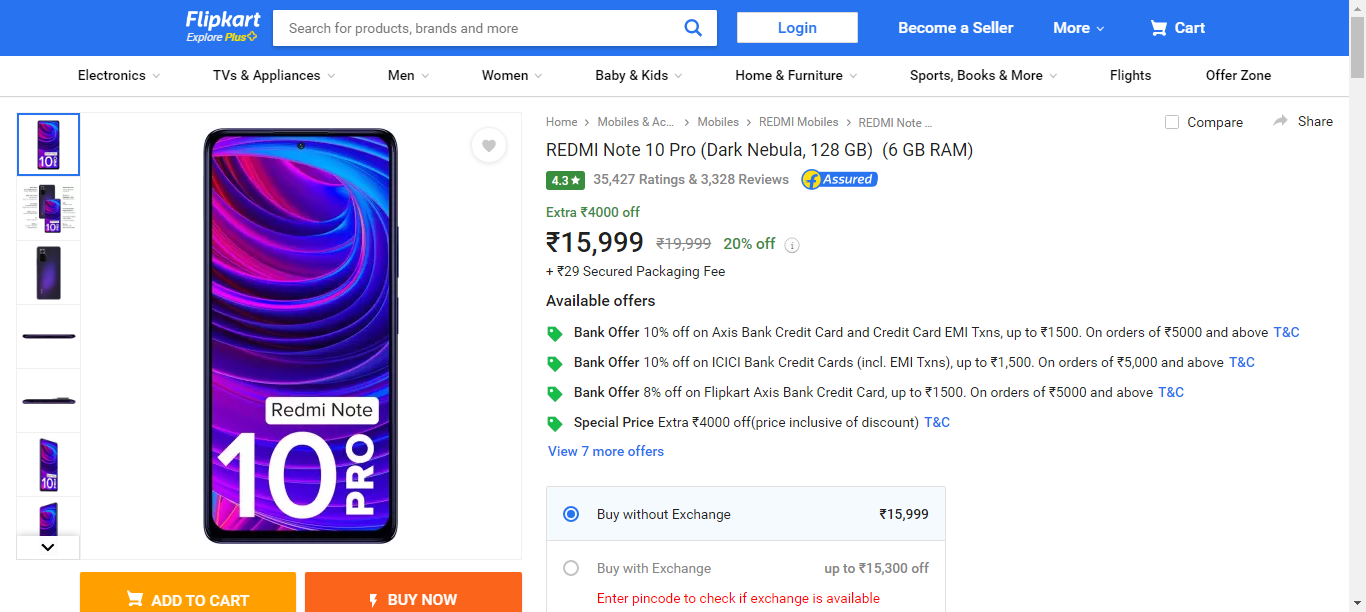 Flipkart
Explore Plus
Search for products, brands and more
Login
Become a Seller
More
Cart
Electronics
TVs & Appliances
Men
Women
Baby & Kids
Home & Furniture
Sports, Books & More
Flights
Offer Zone
Home > Mobiles & Ac... > Mobiles > REDMI Mobiles > REDMI Note ...
Compare
Share
REDMI Note 10 Pro (Dark Nebula, 128 GB) (6 GB RAM)
4.3★ 35,427 Ratings & 3,328 Reviews Assured
Extra ₹4000 off
₹15,999 ₹19,999 20% off i
+ ₹29 Secured Packaging Fee
Available offers
Bank Offer 10% off on Axis Bank Credit Card and Credit Card EMI Txns, up to ₹1500. On orders of ₹5000 and above T&C
Bank Offer 10% off on ICICI Bank Credit Cards (incl. EMI Txns), up to ₹1,500. On orders of ₹5,000 and above T&C
Bank Offer 8% off on Flipkart Axis Bank Credit Card, up to ₹1500. On orders of ₹5000 and above T&C
Special Price Extra ₹4000 off(price inclusive of discount) T&C
View 7 more offers
Buy without Exchange ₹15,999
Buy with Exchange up to ₹15,300 off
Enter pincode to check if exchange is available
Redmi Note
10 PRO
ADD TO CART
BUY NOW